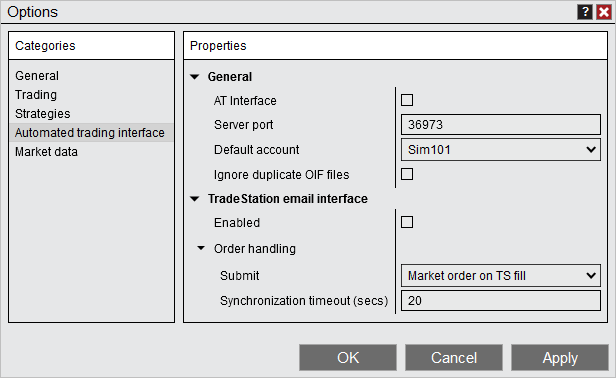 Options
?
Categories
General
Trading
Strategies
Automated trading interface
Market data
Properties
General
AT Interface
Server port 36973
Default account Sim101
Ignore duplicate OIF files
TradeStation email interface
Enabled
Order handling
Submit Market order on TS fill
Synchronization timeout (secs) 20
OK Cancel Apply